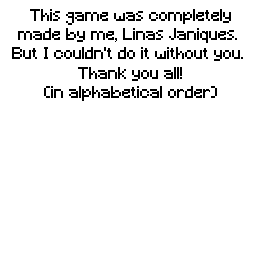 This game was completely
made by me, Linas Janiques.
But I couldn't do it without you.
Thank you all!
(in alphabetical order)